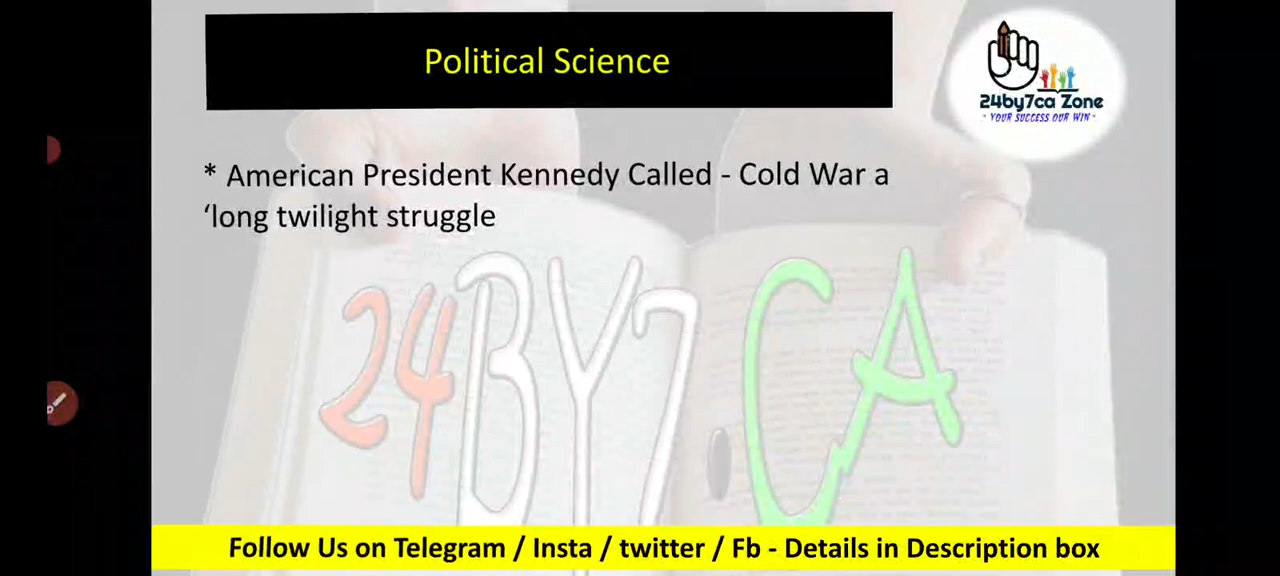 Political Science
24by7ca Zone
" YOUR SUCCESS OUR WIN "
* American President Kennedy Called - Cold War a
‘long twilight struggle
24BY7.CA
Follow Us on Telegram / Insta / twitter / Fb - Details in Description box